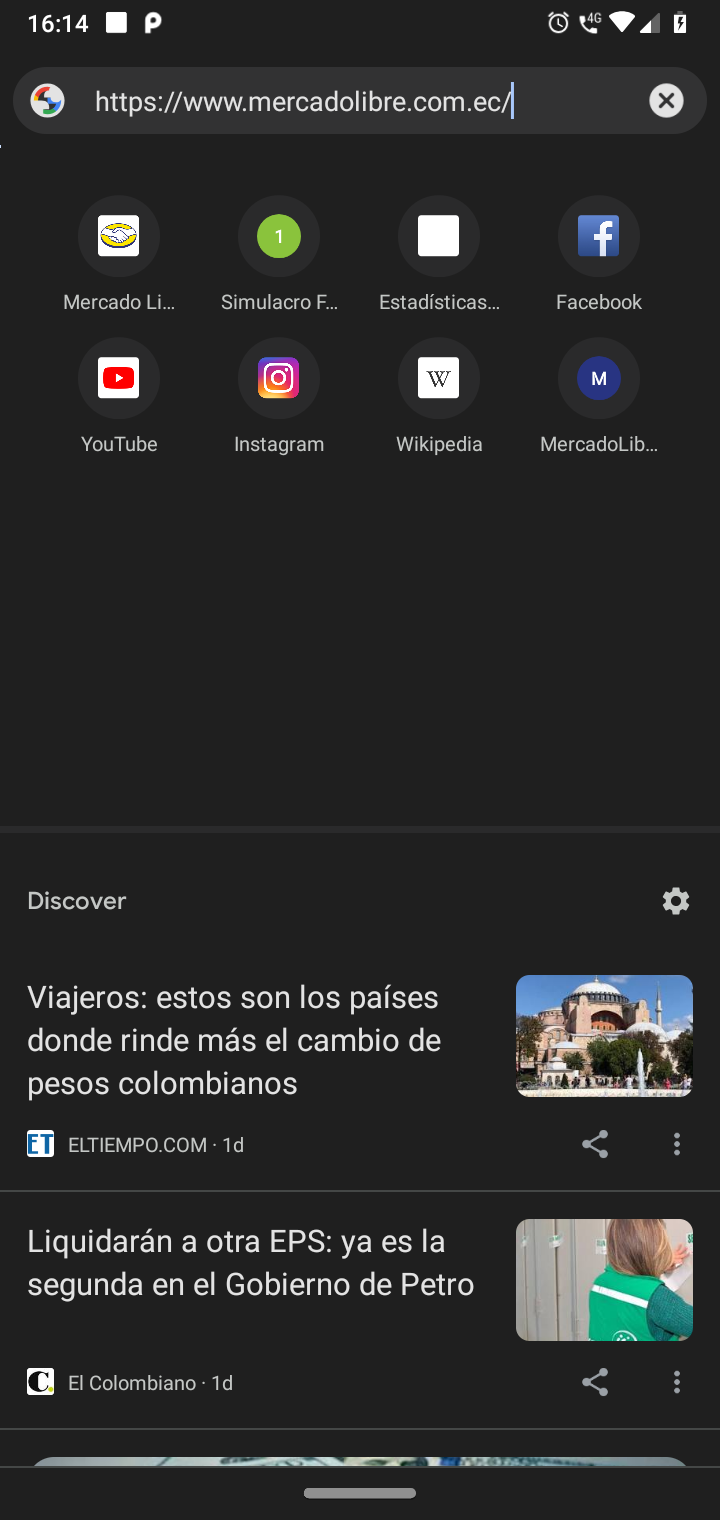 16:14
4G
https://www.mercadolibre.com.ec/
Mercado Li...
1
Simulacro F...
Estadísticas...
Facebook
YouTube
Instagram
W
Wikipedia
M
MercadoLib...
Discover
Viajeros: estos son los países
donde rinde más el cambio de
pesos colombianos
ET
ELTIEMPO.COM · 1d
Liquidarán a otra EPS: ya es la
segunda en el Gobierno de Petro
C
El Colombiano · 1d